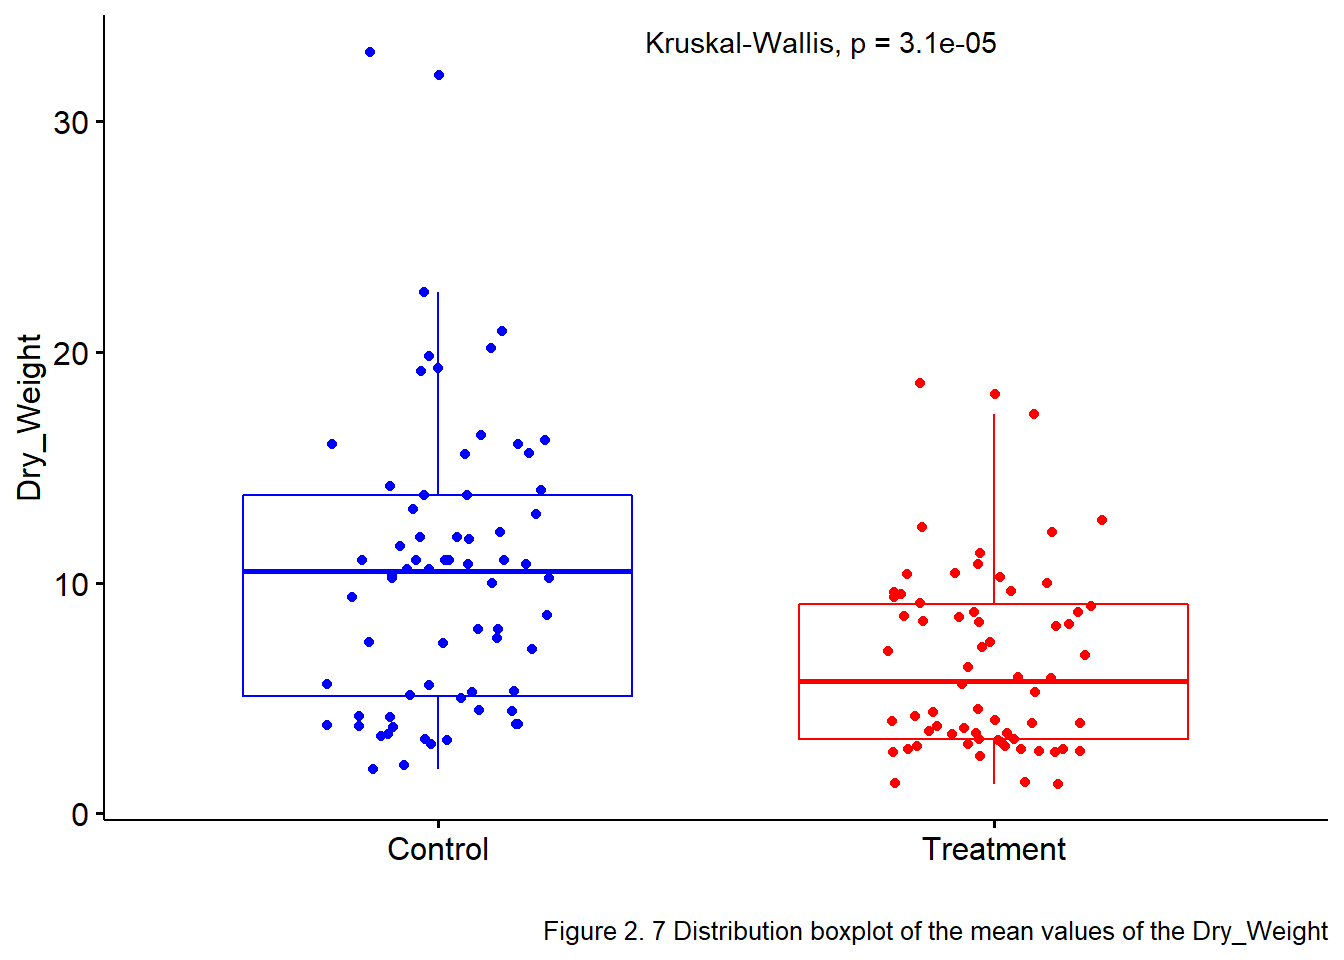 Kruskal-Wallis, p = 3.1e-05
30
20
10
0
Dry_Weight
Control Treatment
Figure 2. 7 Distribution boxplot of the mean values of the Dry_Weight